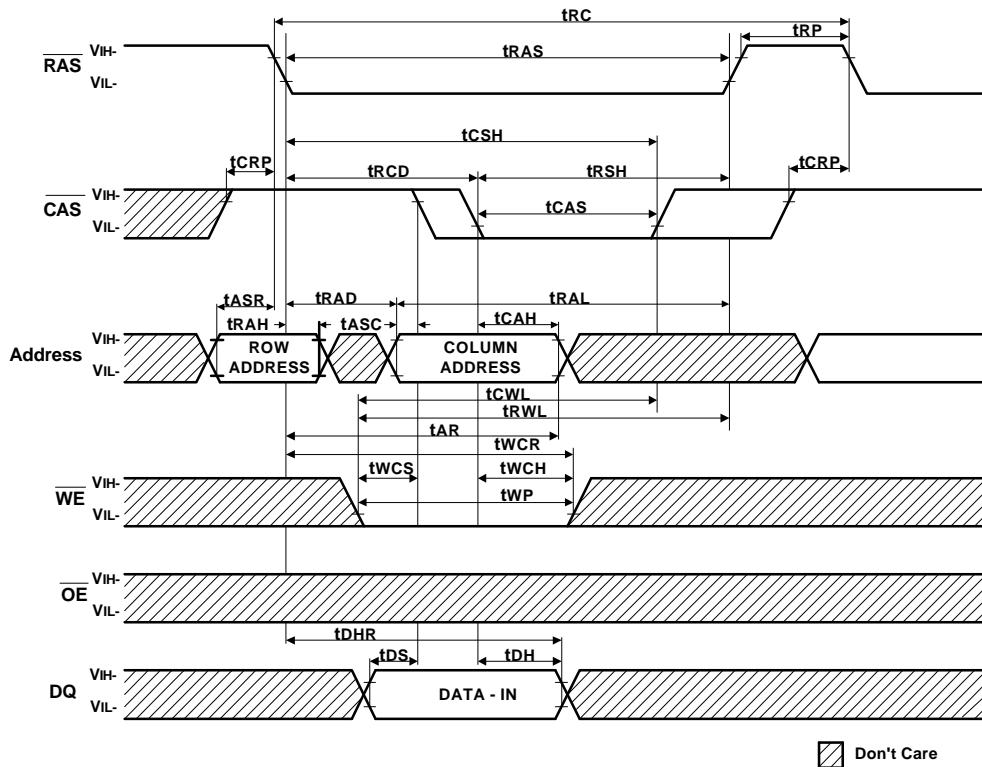 tRC
tRP
VIH-
RAS
tRAS
VIL-
tCSH
tCRP
tRCD
tRSH
tCRP
VIH-
CAS
tCAS
VIL-
tASR
tRAD
tRAL
tRAH
tASC
tCAH
VIH-
Address
ROW
ADDRESS
COLUMN
ADDRESS
VIL-
tCWL
tRWL
tAR
tWCR
tWCS
tWCH
VIH-
WE
tWP
VIL-
VIH-
OE
VIL-
tDHR
tDS
tDH
VIH-
DQ
DATA - IN
VIL-
Don't Care